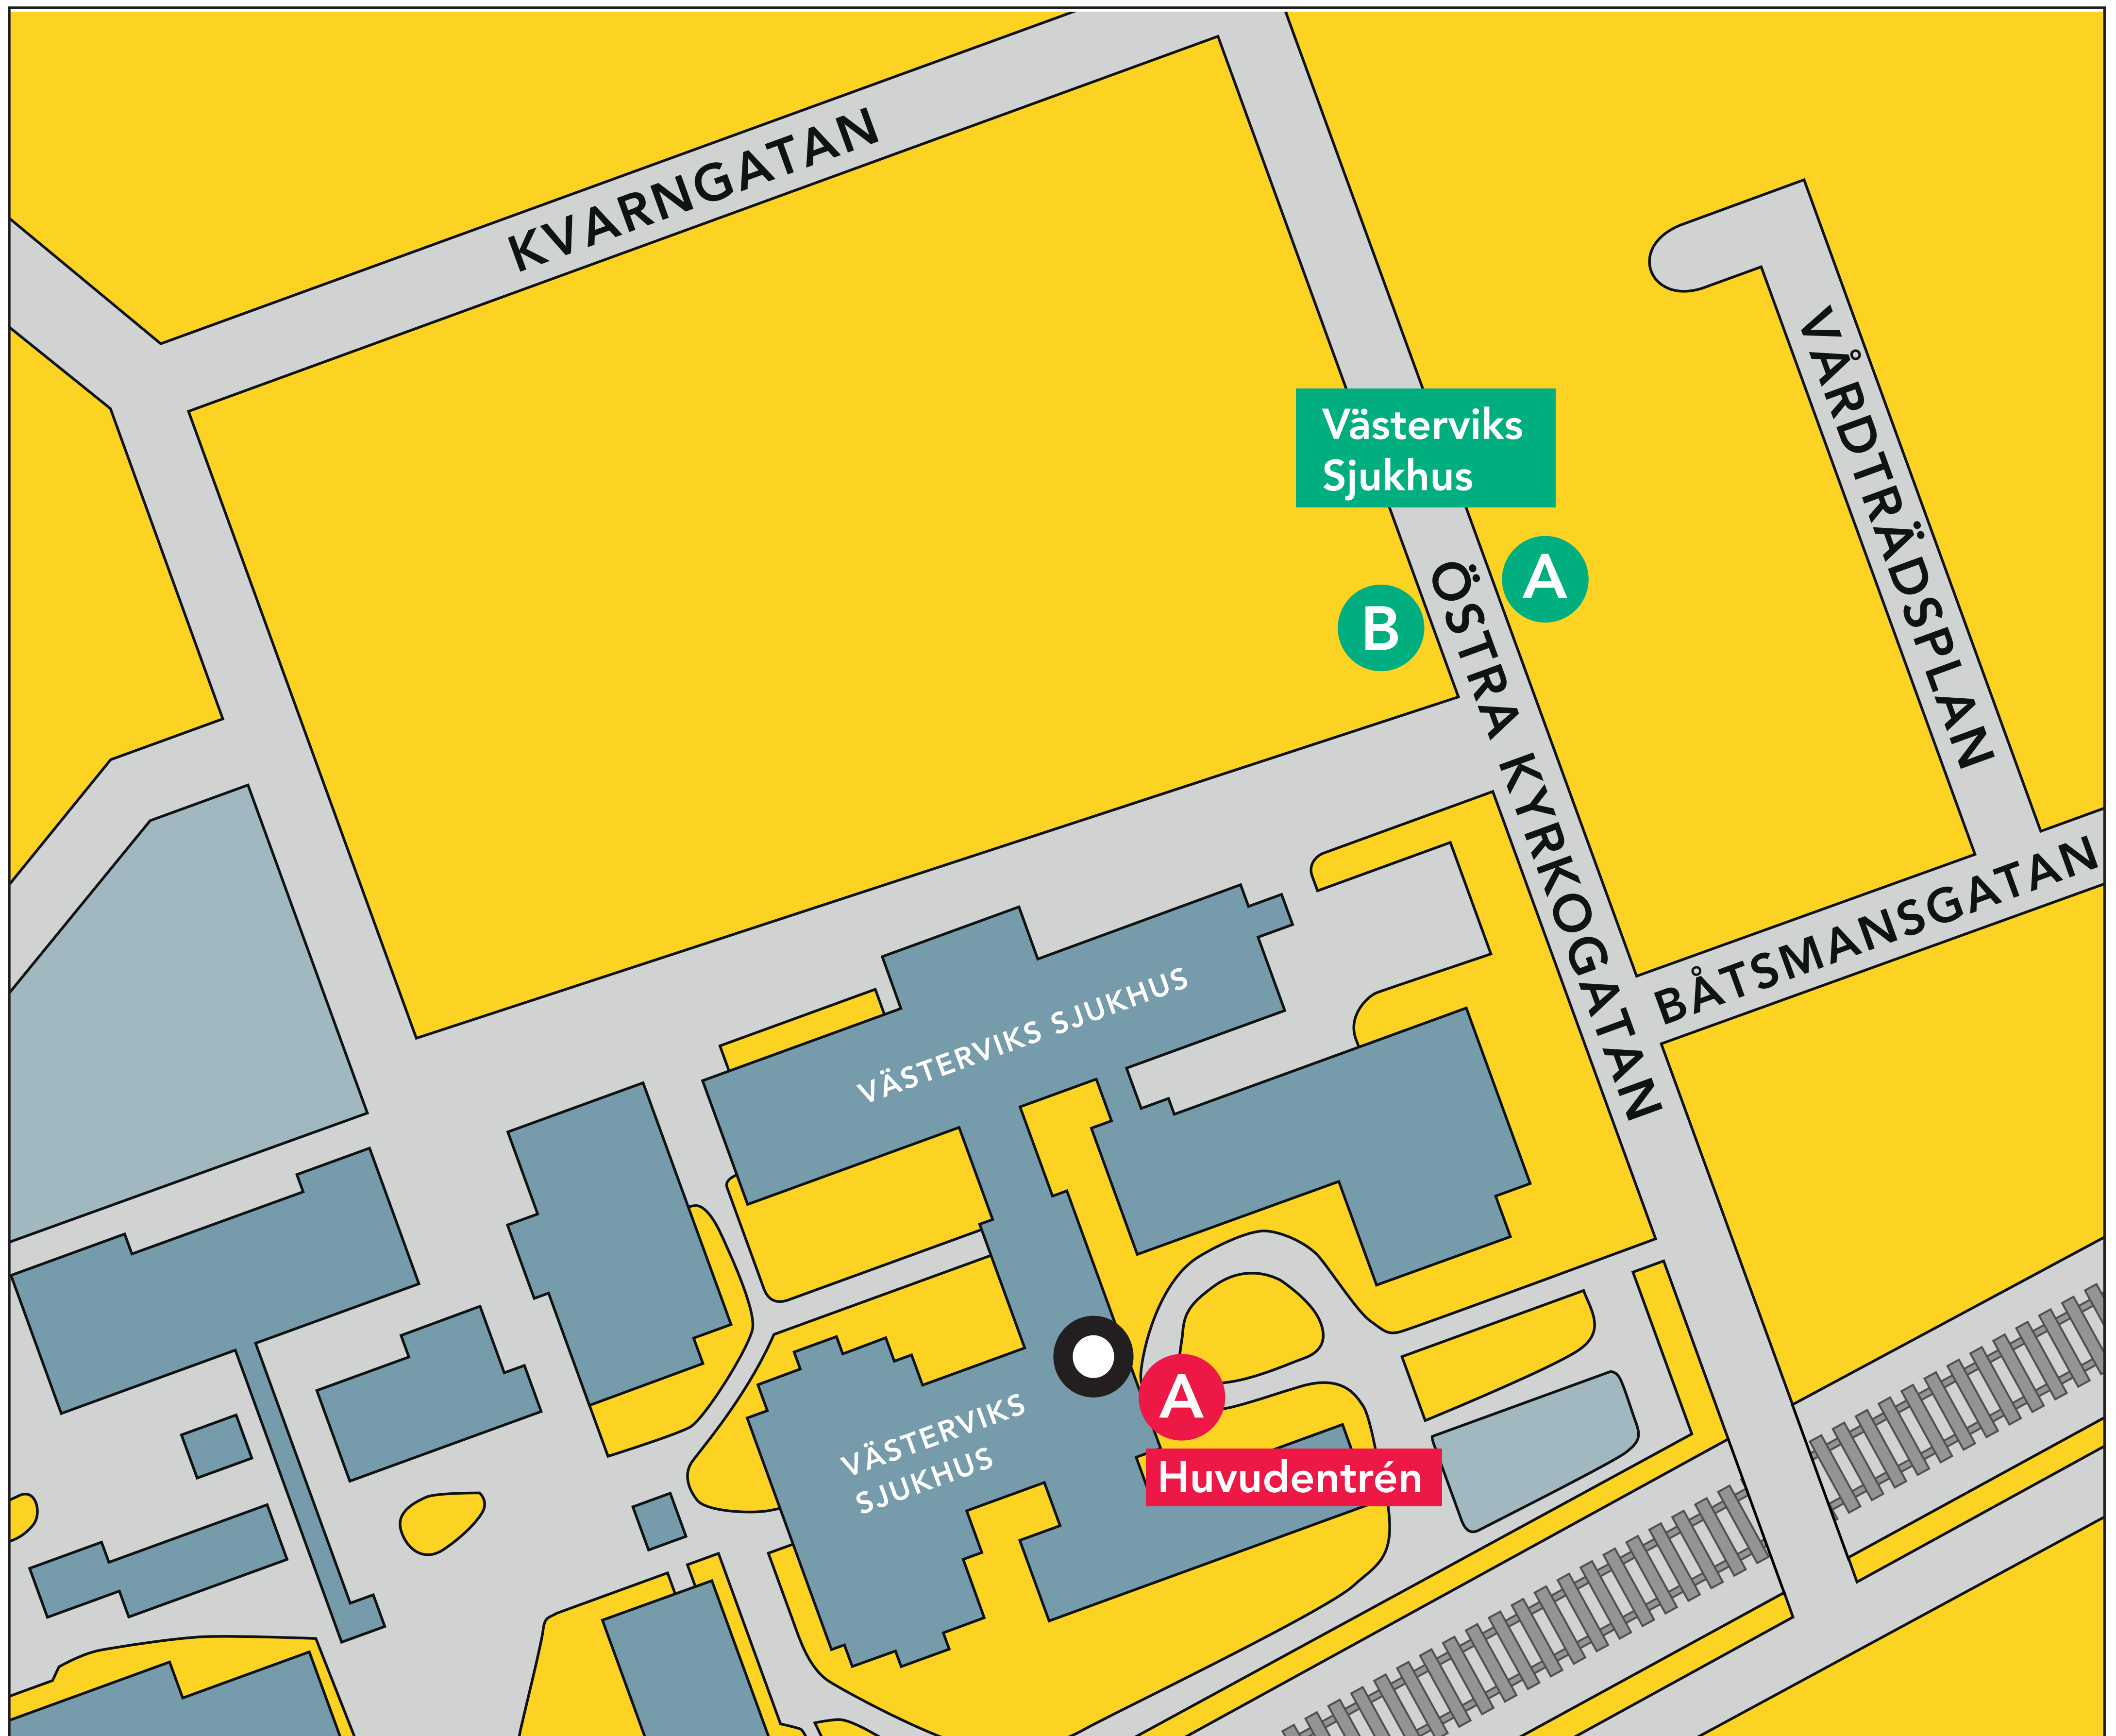 KVARNGATAN
VÅRDTRÄDSPLAN
Västerviks
Sjukhus
A
B
ÖSTRA KYRKOGATAN
BÅTSMANSGATAN
VÄSTERVIKS SJUKHUS
A
VÄSTERVIKS
SJUKHUS
Huvudentrén